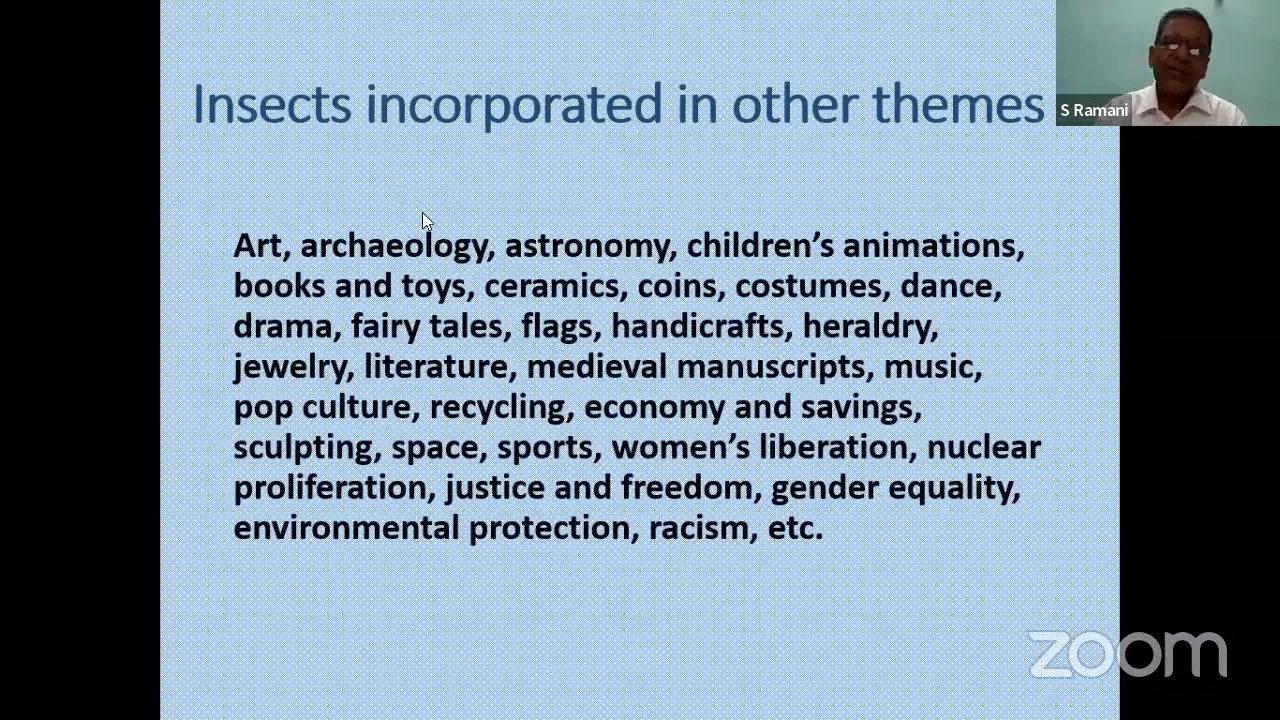 Insects incorporated in other themes
S Ramani
Art, archaeology, astronomy, children’s animations,
books and toys, ceramics, coins, costumes, dance,
drama, fairy tales, flags, handicrafts, heraldry,
jewelry, literature, medieval manuscripts, music,
pop culture, recycling, economy and savings,
sculpting, space, sports, women’s liberation, nuclear
proliferation, justice and freedom, gender equality,
environmental protection, racism, etc.
zoom